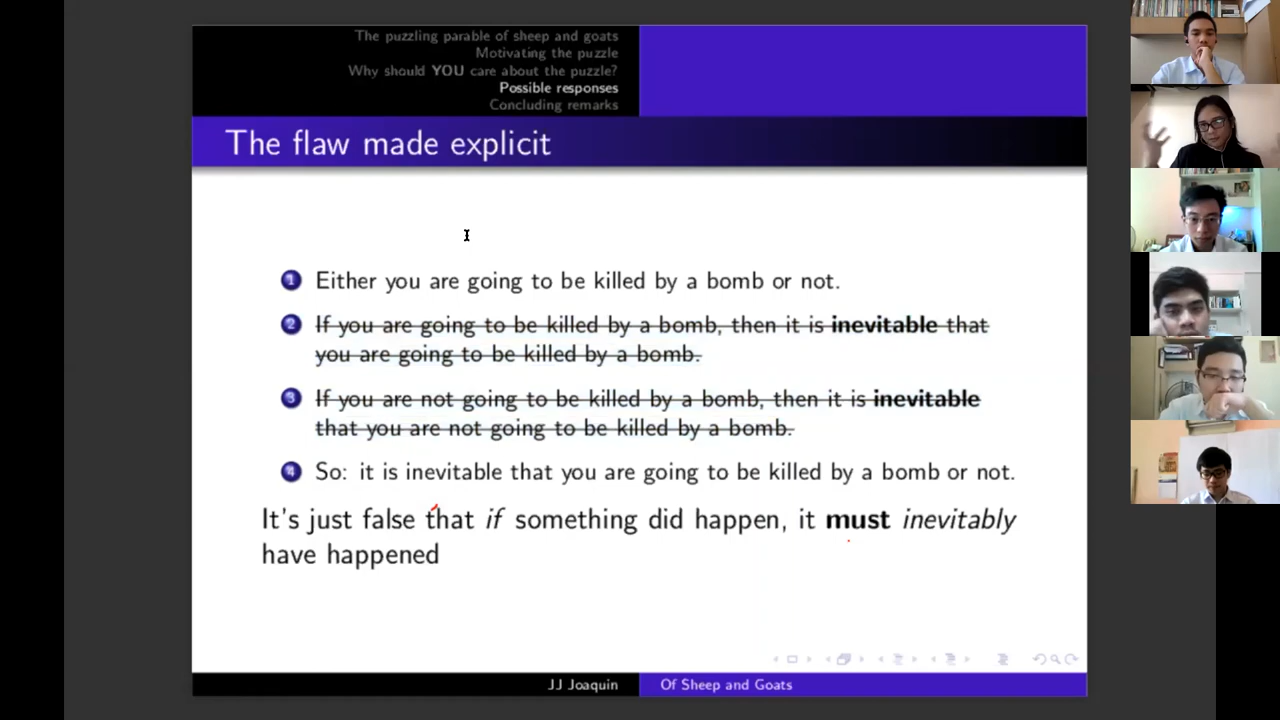 The puzzling parable of sheep and goats
Motivating the puzzle
Why should YOU care about the puzzle?
Possible responses
Concluding remarks
The flaw made explicit
1 Either you are going to be killed by a bomb or not.
2 If you are going to be killed by a bomb, then it is inevitable that
you are going to be killed by a bomb.
3 If you are not going to be killed by a bomb, then it is inevitable
that you are not going to be killed by a bomb.
4 So: it is inevitable that you are going to be killed by a bomb or not.
It's just false that if something did happen, it must inevitably
have happened
JJ Joaquin
Of Sheep and Goats